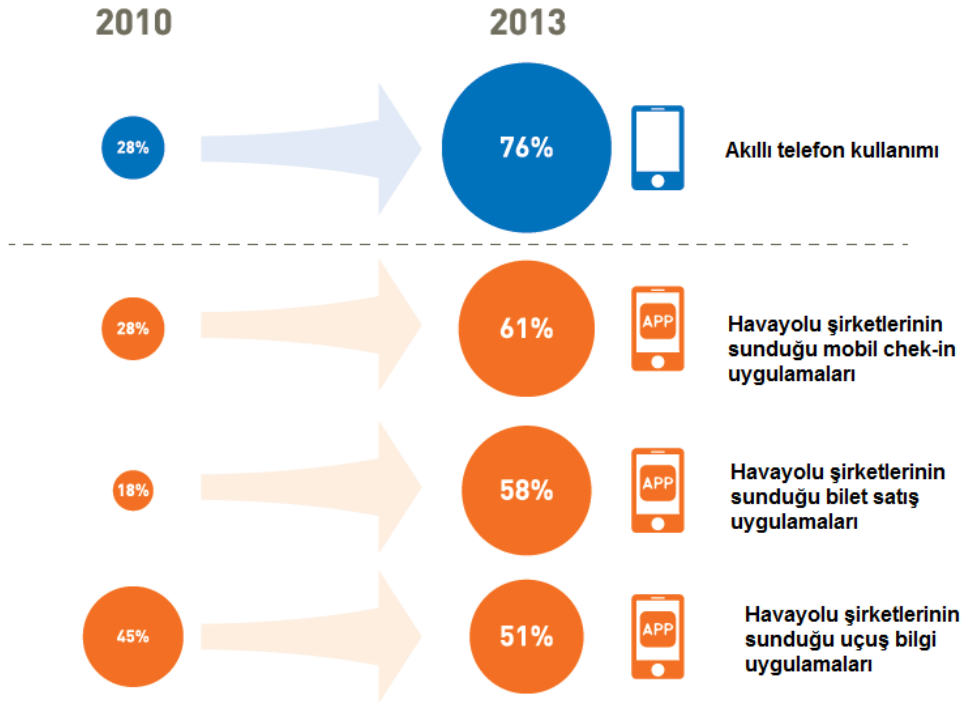 2010
2013
28%
76%
Akıllı telefon kullanımı
28%
61%
APP
Havayolu şirketlerinin
sunduğu mobil chek-in
uygulamaları
18%
58%
APP
Havayolu şirketlerinin
sunduğu bilet satış
uygulamaları
45%
51%
APP
Havayolu şirketlerinin
sunduğu uçuş bilgi
uygulamaları